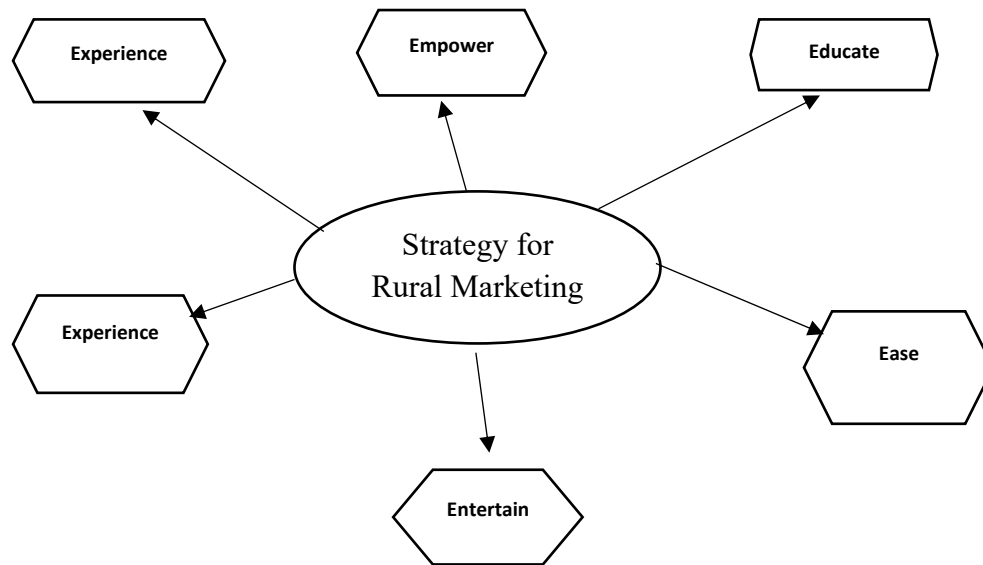 Experience
Empower
Educate
Strategy for
Rural Marketing
Experience
Ease
Entertain